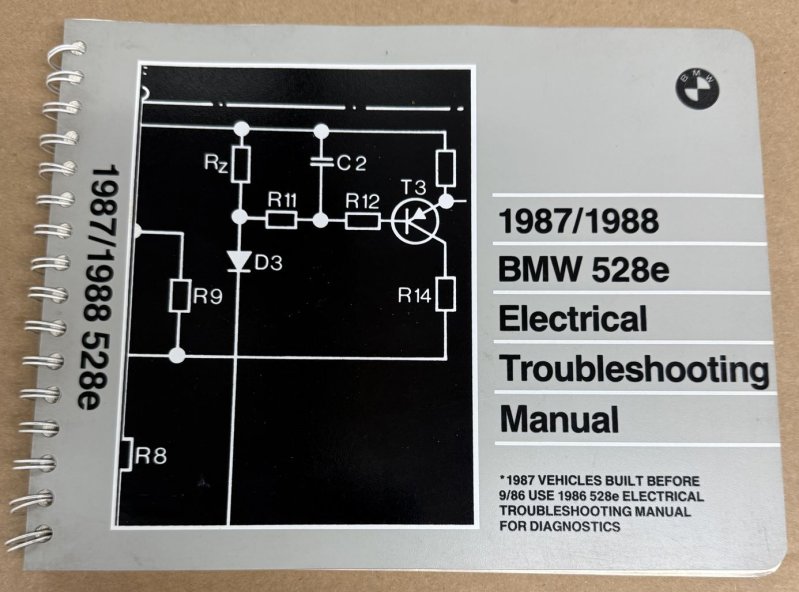 1987/1988 528e
Rz
C2
T3
R11
R12
D3
R9
R14
R8
BMW
1987/1988
BMW 528e
Electrical
Troubleshooting
Manual
*1987 VEHICLES BUILT BEFORE
9/86 USE 1986 528e ELECTRICAL
TROUBLESHOOTING MANUAL
FOR DIAGNOSTICS